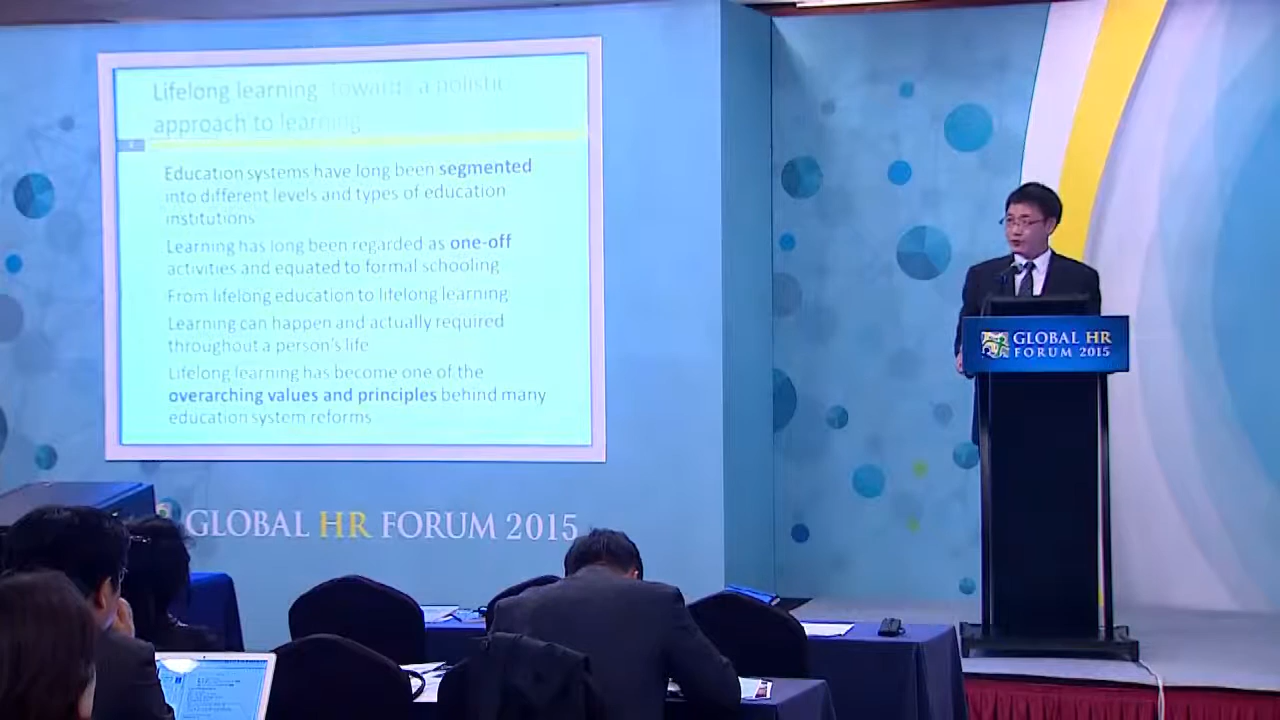 Lifelong learning: towards a holistic
approach to learning
Education systems have long been segmented
into different levels and types of education
institutions
Learning has long been regarded as one-off
activities and equated to formal schooling
From lifelong education to lifelong learning
Learning can happen and actually required
throughout a person's life
Lifelong learning has become one of the
overarching values and principles behind many
education system reforms
GLOBAL HR FORUM 2015
GLOBAL HR
FORUM 2015